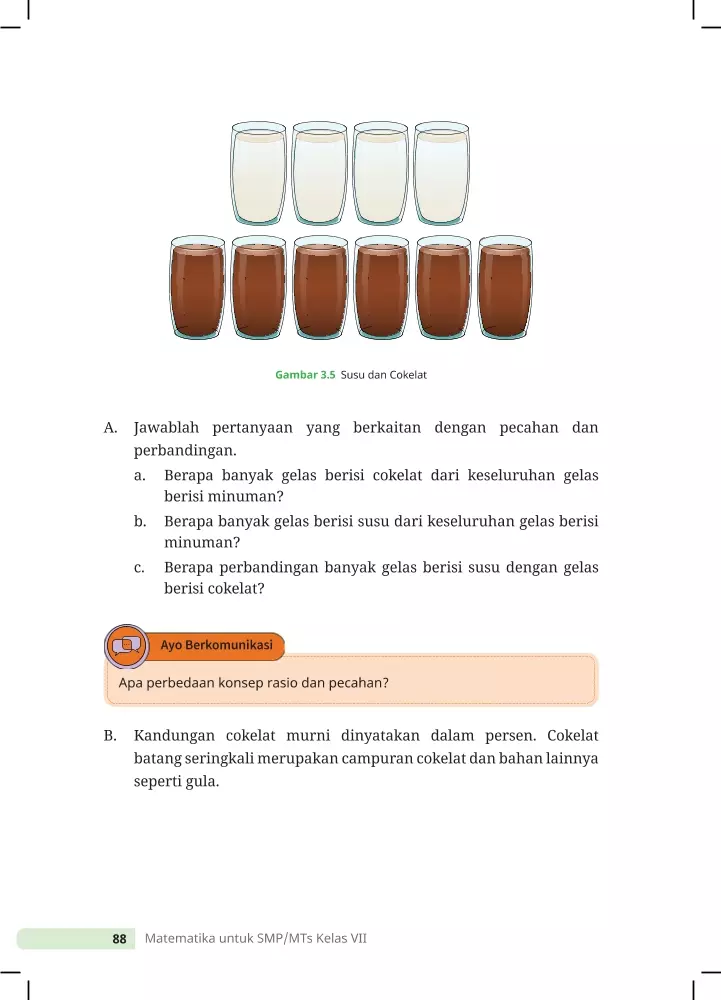 Gambar 3.5 Susu dan Cokelat
A. Jawablah pertanyaan yang berkaitan dengan pecahan dan
perbandingan.
a. Berapa banyak gelas berisi cokelat dari keseluruhan gelas
berisi minuman?
b. Berapa banyak gelas berisi susu dari keseluruhan gelas berisi
minuman?
c. Berapa perbandingan banyak gelas berisi susu dengan gelas
berisi cokelat?
Ayo Berkomunikasi
Apa perbedaan konsep rasio dan pecahan?
B. Kandungan cokelat murni dinyatakan dalam persen. Cokelat
batang seringkali merupakan campuran cokelat dan bahan lainnya
seperti gula.
88 Matematika untuk SMP/MTs Kelas VII